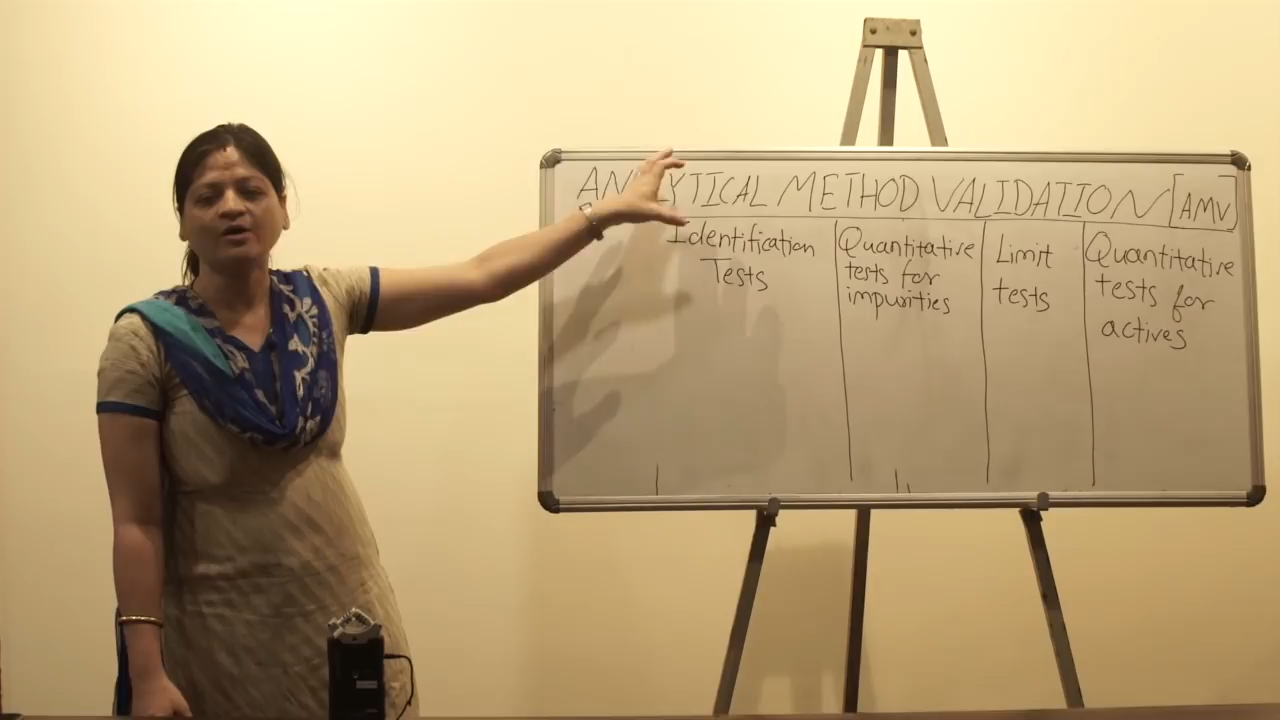 ANALYTICAL METHOD VALIDATION [AMV]
Identification
Tests
Quantitative
tests for
impurities
Limit
tests
Quantitative
tests for
actives